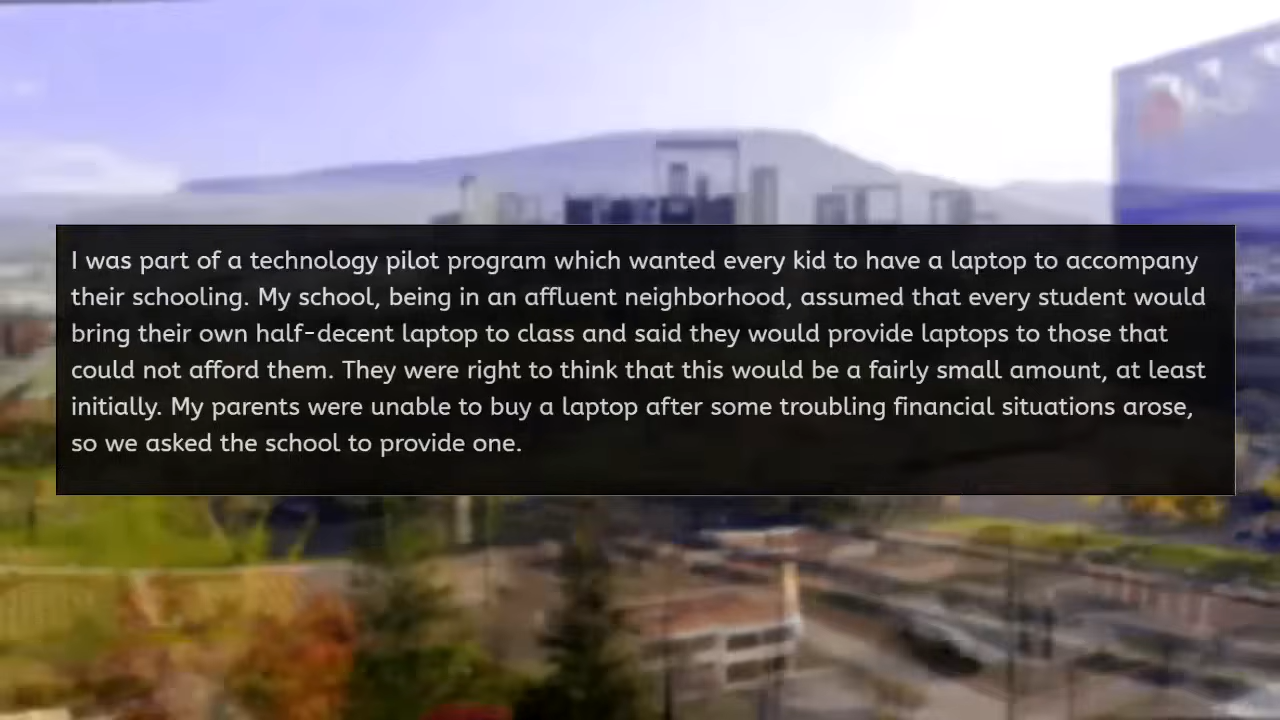 I was part of a technology pilot program which wanted every kid to have a laptop to accompany
their schooling. My school, being in an affluent neighborhood, assumed that every student would
bring their own half-decent laptop to class and said they would provide laptops to those that
could not afford them. They were right to think that this would be a fairly small amount, at least
initially. My parents were unable to buy a laptop after some troubling financial situations arose,
so we asked the school to provide one.